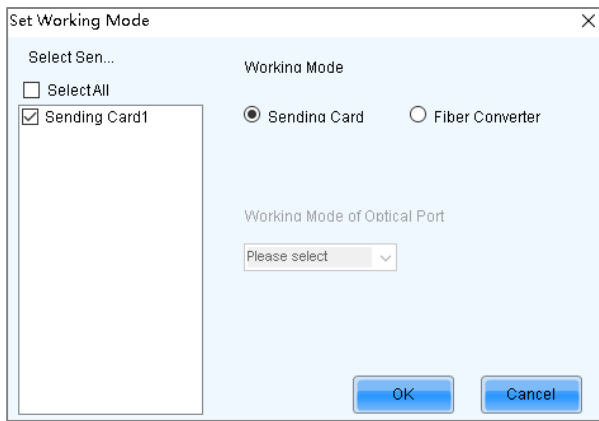 Set Working Mode
Select Sen...
Select All
Sending Card1
Working Mode
Sending Card
Fiber Converter
Working Mode of Optical Port
Please select
OK
Cancel